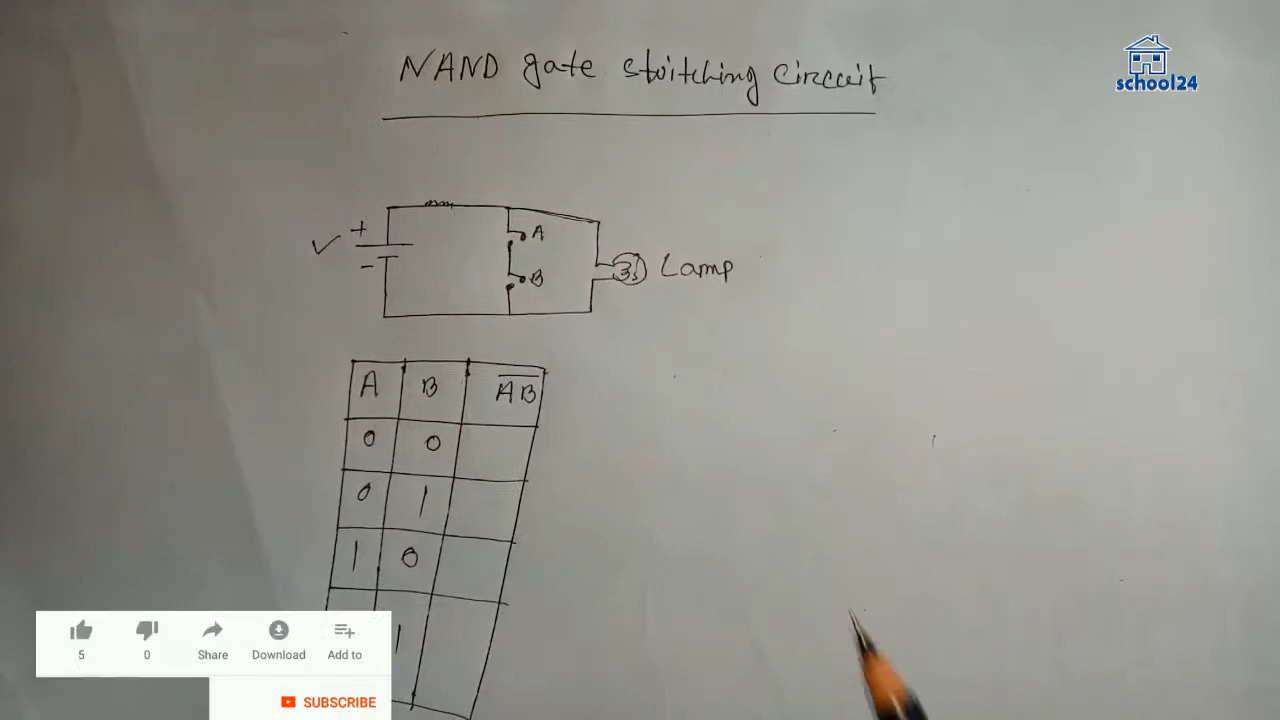 NAND gate switching circuit
school24
+
A
-
B
Lamp
A B AB
0 0
0 1
1 0
1
5 0 Share Download Add to
SUBSCRIBE